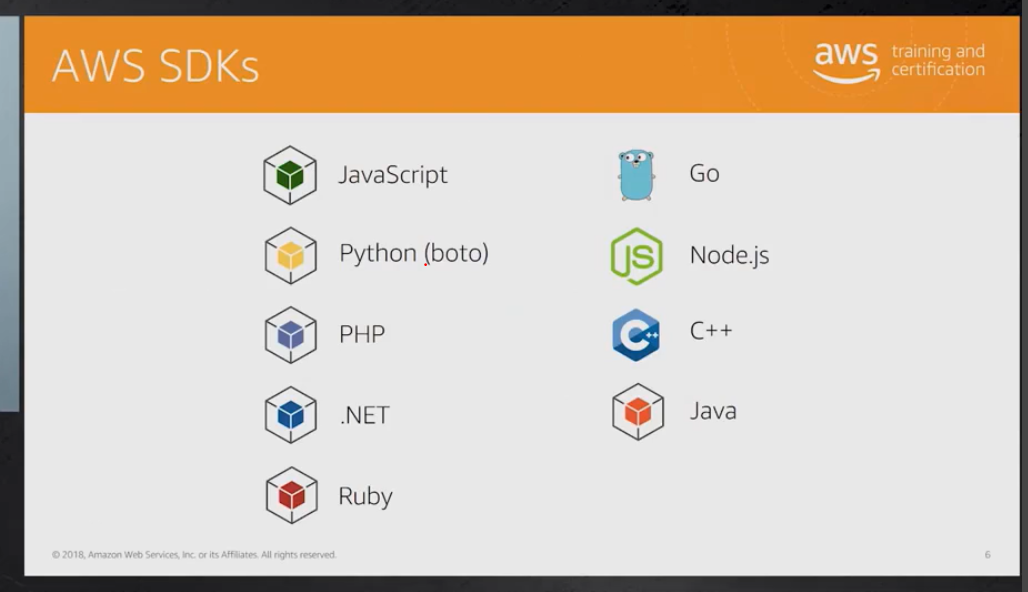 AWS SDKs
aws training and certification
JavaScript
Python (boto)
PHP
.NET
Ruby
Go
JS
Node.js
C++
C++
Java
© 2018, Amazon Web Services, Inc. or its Affiliates. All rights reserved.
6